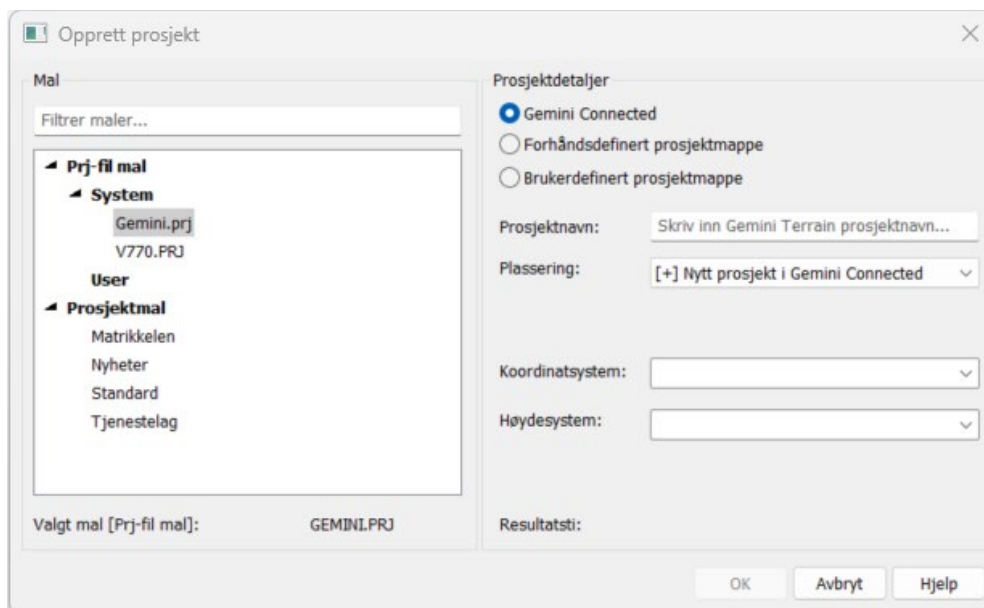 Opprett prosjekt
Mal
Filtrer maler...
Prj-fil mal
System
Gemini.prj
V770.PRJ
User
Prosjektmal
Matrikkelen
Nyheter
Standard
Tjenestelag
Valgt mal [Prj-fil mal]: GEMINI.PRJ
Prosjektdetaljer
Gemini Connected
Forhåndsdefinert prosjektmappe
Brukerdefinert prosjektmappe
Prosjektnavn: Skriv inn Gemini Terrain prosjektnavn...
Plassering: [+] Nytt prosjekt i Gemini Connected
Koordinatsystem:
Høydesystem:
Resultatsti:
OK Avbryt Hjelp